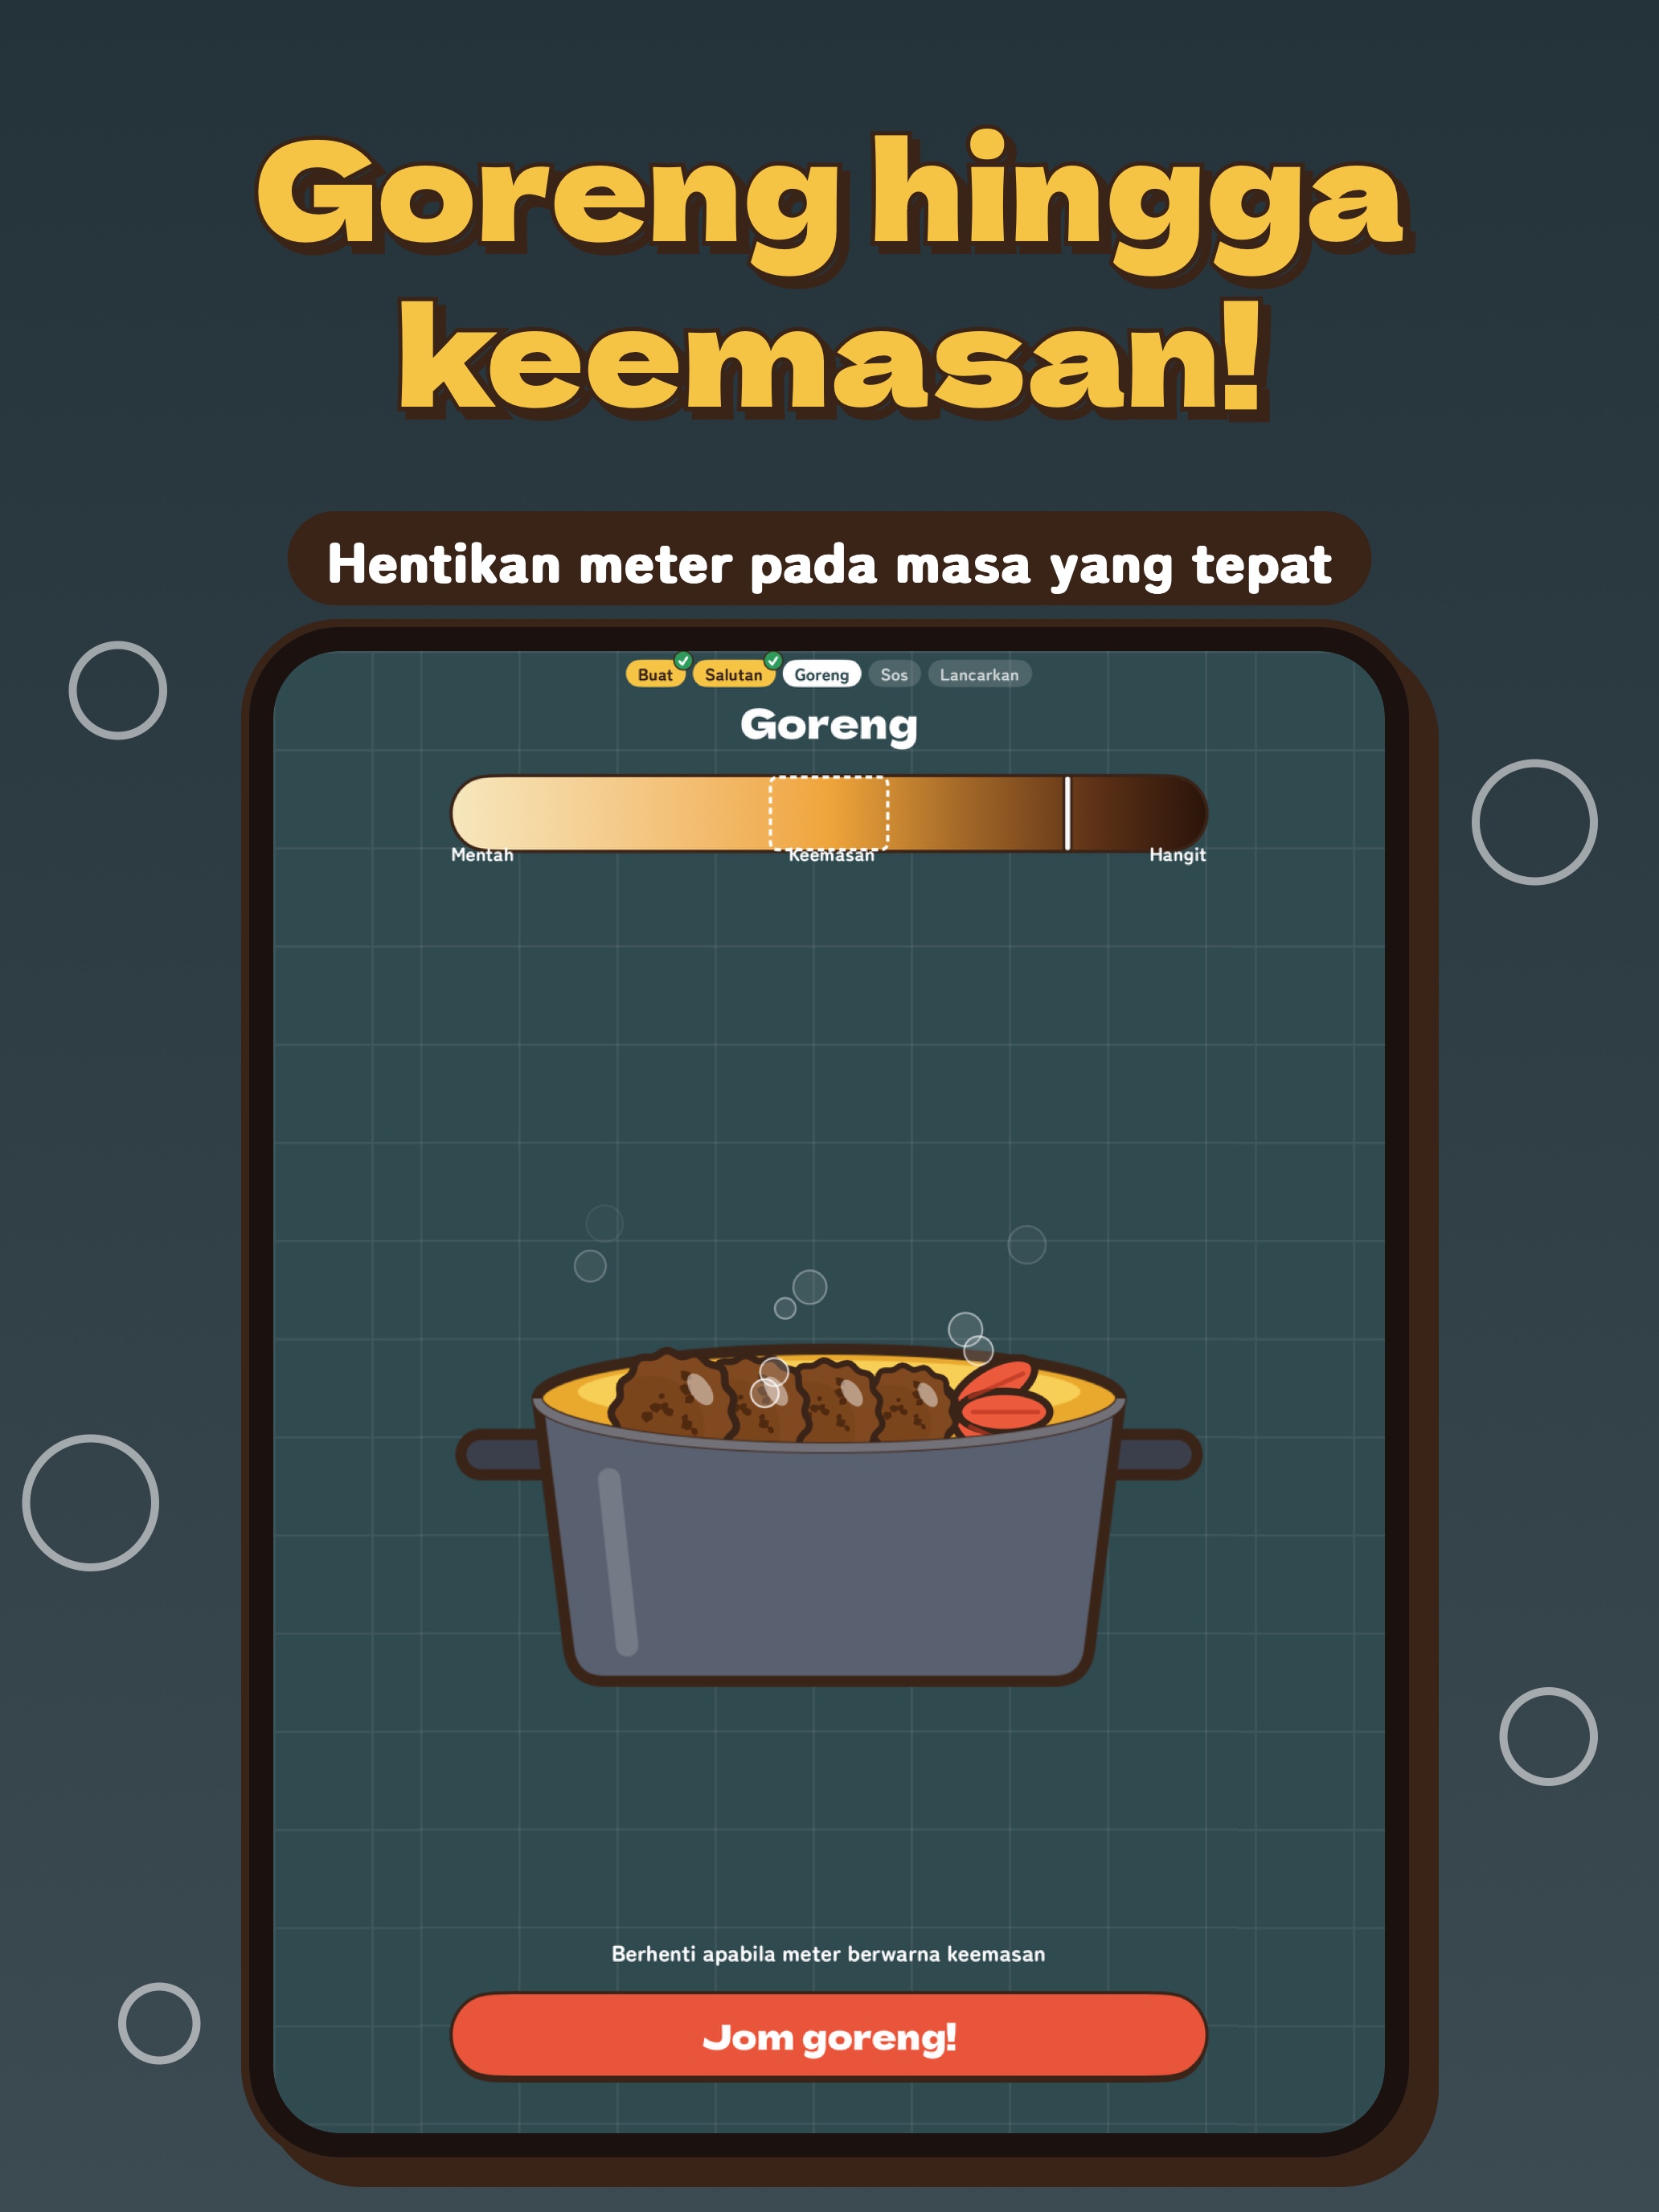 Goreng hingga
keemasan!
Hentikan meter pada masa yang tepat
Buat Salutan Goreng Sos Lancarkan
Goreng
Mentah Keemasan Hangit
Berhenti apabila meter berwarna keemasan
Jom goreng!